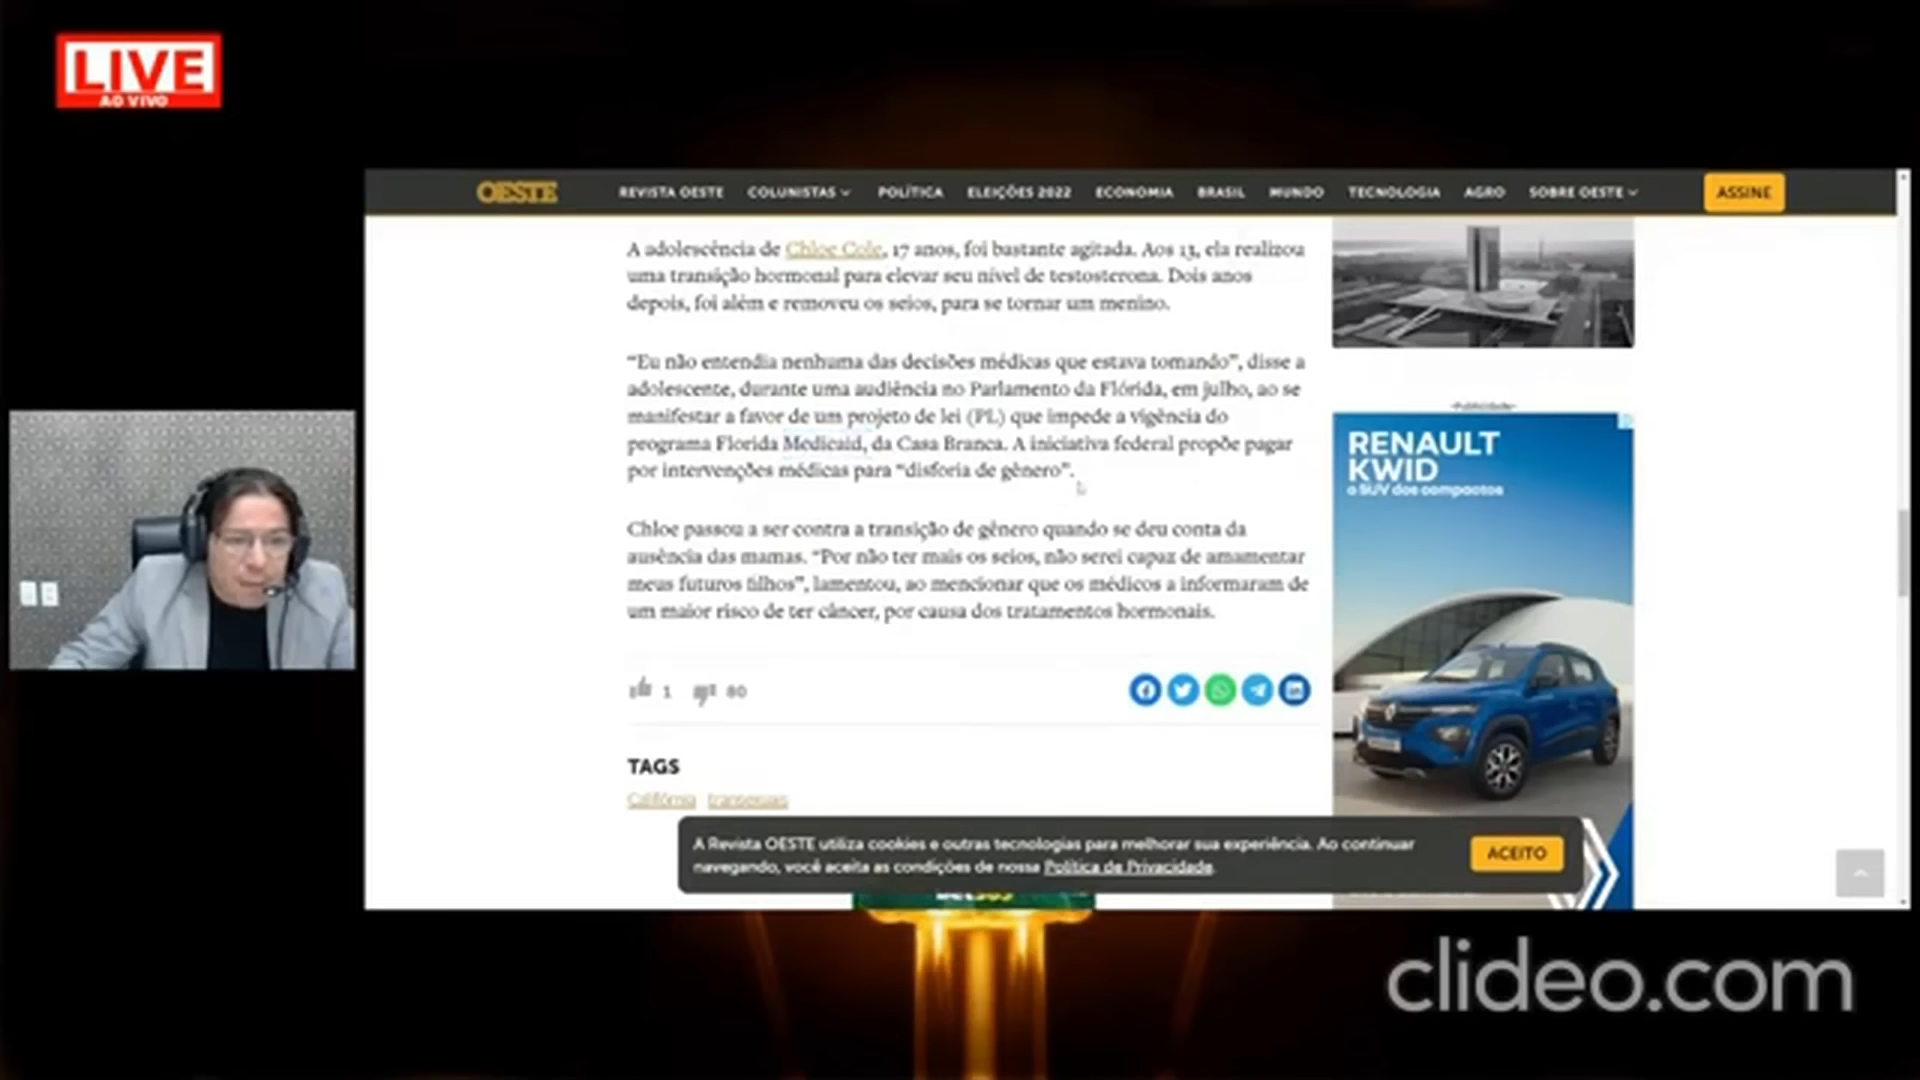 LIVE
AO VIVO
OESTE
REVISTA OESTE COLUNISTAS POLÍTICA ELEIÇÕES 2022 ECONOMIA BRASIL MUNDO TECNOLOGIA AGRO SOBRE OESTE ASSINE
A adolescência de Chloe Cole, 17 anos, foi bastante agitada. Aos 13, ela realizou
uma transição hormonal para elevar seu nível de testosterona. Dois anos
depois, foi além e removeu os seios, para se tornar um menino.
“Eu não entendia nenhuma das decisões médicas que estava tomando”, disse a
adolescente, durante uma audiência no Parlamento da Flórida, em julho, ao se
manifestar a favor de um projeto de lei (PL) que impede a vigência do
programa Florida Medicaid, da Casa Branca. A iniciativa federal propõe pagar
por intervenções médicas para “disforia de gênero”.
Chloe passou a ser contra a transição de gênero quando se deu conta da
ausência das mamas. “Por não ter mais os seios, não serei capaz de amamentar
meus futuros filhos”, lamentou, ao mencionar que os médicos a informaram de
um maior risco de ter câncer, por causa dos tratamentos hormonais.
1 80
TAGS
Califórnia transexuais
-Publicidade-
RENAULT
KWID
o SUV dos compactos
A Revista OESTE utiliza cookies e outras tecnologias para melhorar sua experiência. Ao continuar
navegando, você aceita as condições de nossa Política de Privacidade.
ACEITO
clideo.com